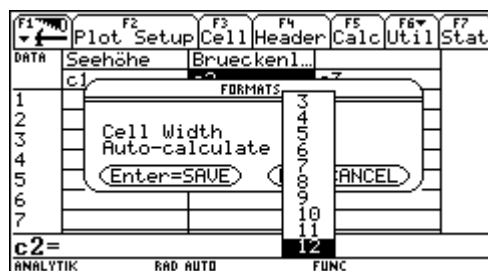 F1 F2 F3 F4 F5 F6 F7
Plot Setup Cell Header Calc Util Stat
DATA Seehöhe Bruecken1...
c1
FORMATS
1
2
3
4
5
6
7
Cell Width
Auto-calculate
Enter=SAVE ANCEL
3
4
5
6
7
8
9
10
11
12
c2=
ANALYTIK RAD AUTO FUNC